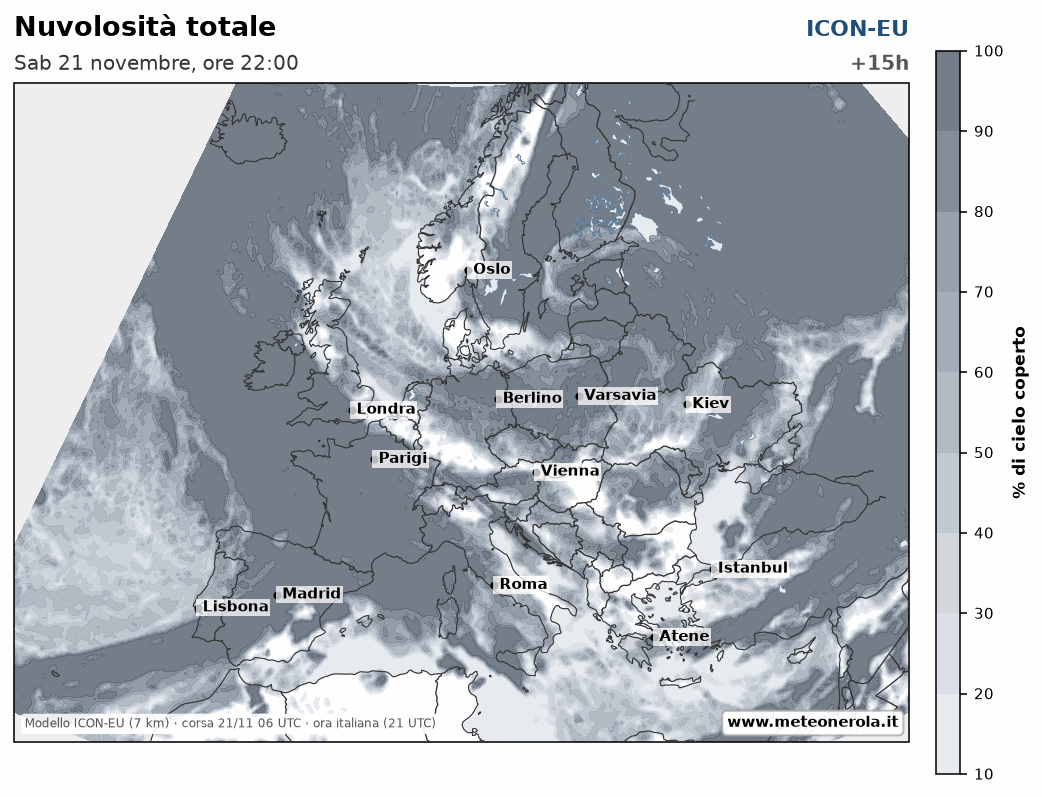 Nuvolosità totale
ICON-EU
Sab 21 novembre, ore 22:00
+15h
100
90
80
70
60
50
40
30
20
10
% di cielo coperto
Oslo
Londra
Berlino
Varsavia
Kiev
Parigi
Vienna
Istanbul
Roma
Madrid
Lisbona
Atene
Modello ICON-EU (7 km) · corsa 21/11 06 UTC · ora italiana (21 UTC)
www.meteonerola.it